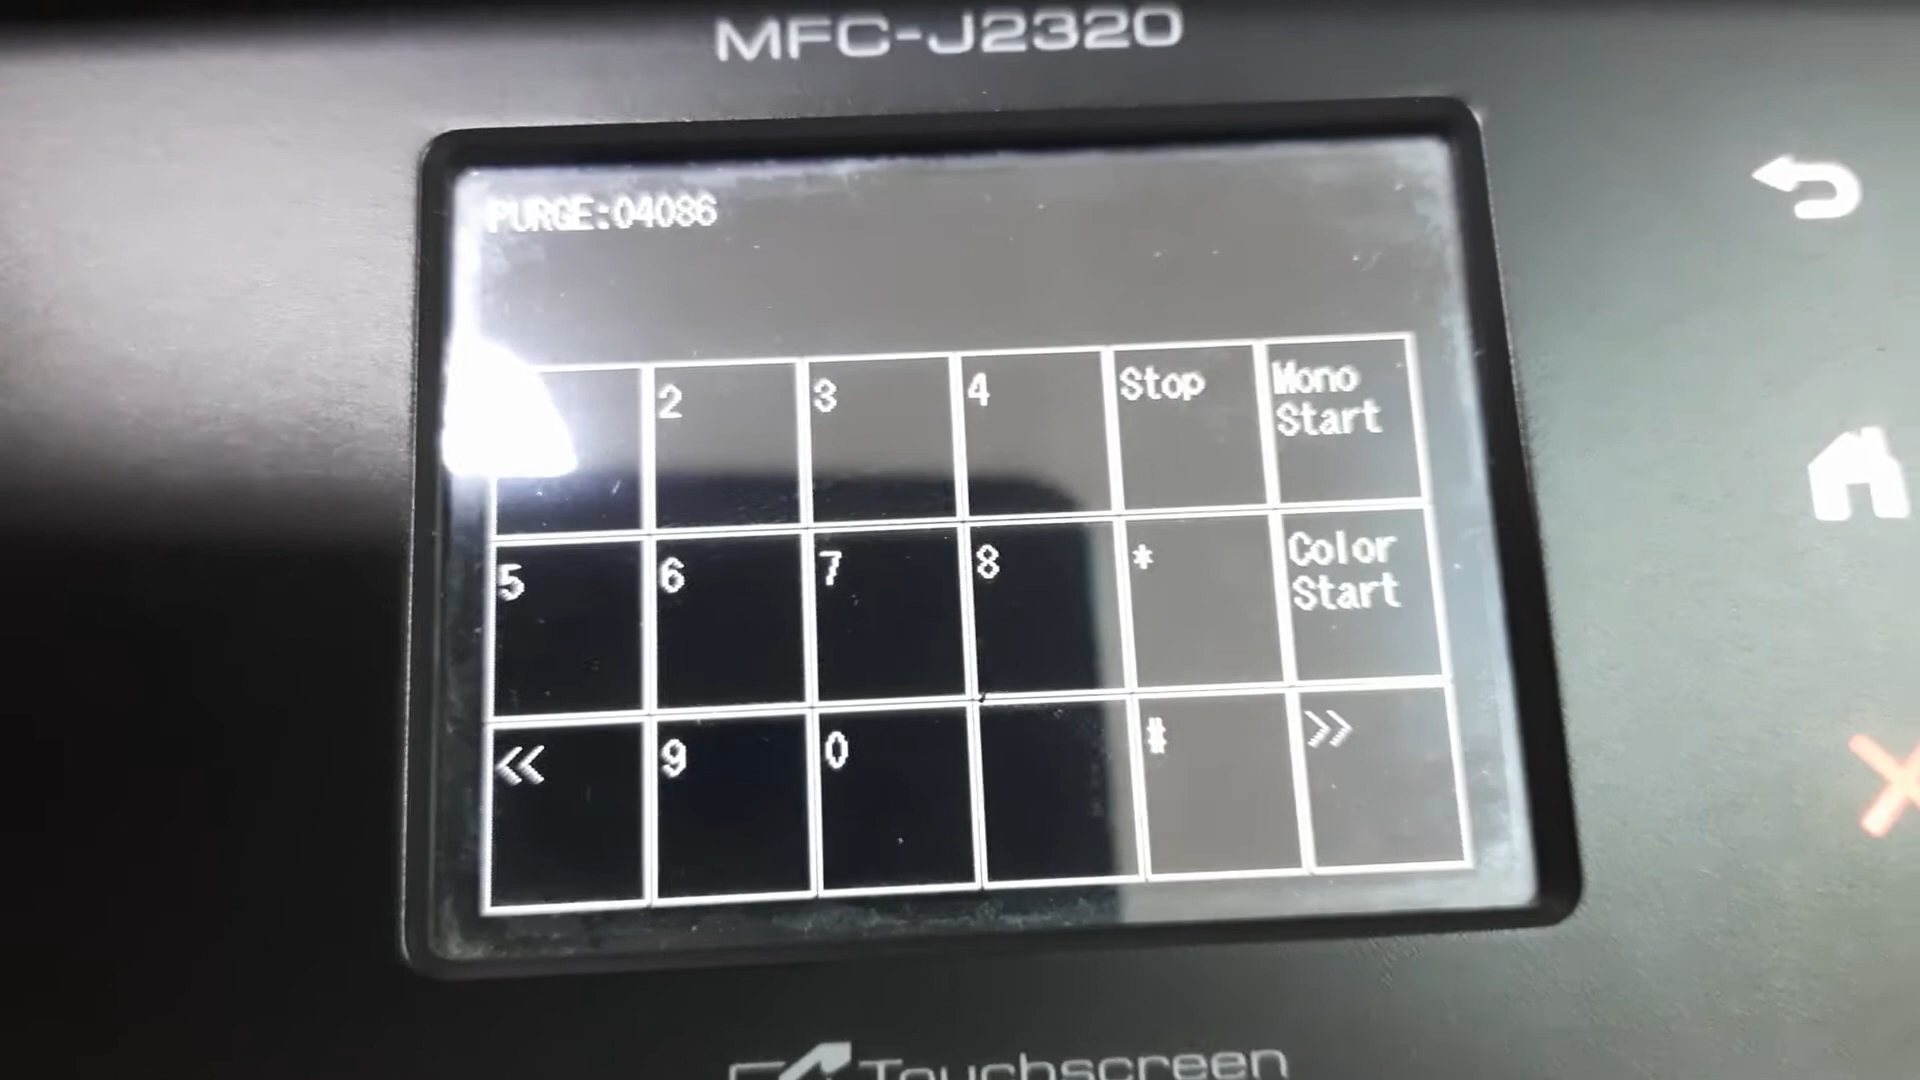 MFC-J2320
PURGE:04086
2 3 4 Stop Mono Start
5 6 7 8 * Color Start
<< 9 0 # >>
Touchscreen